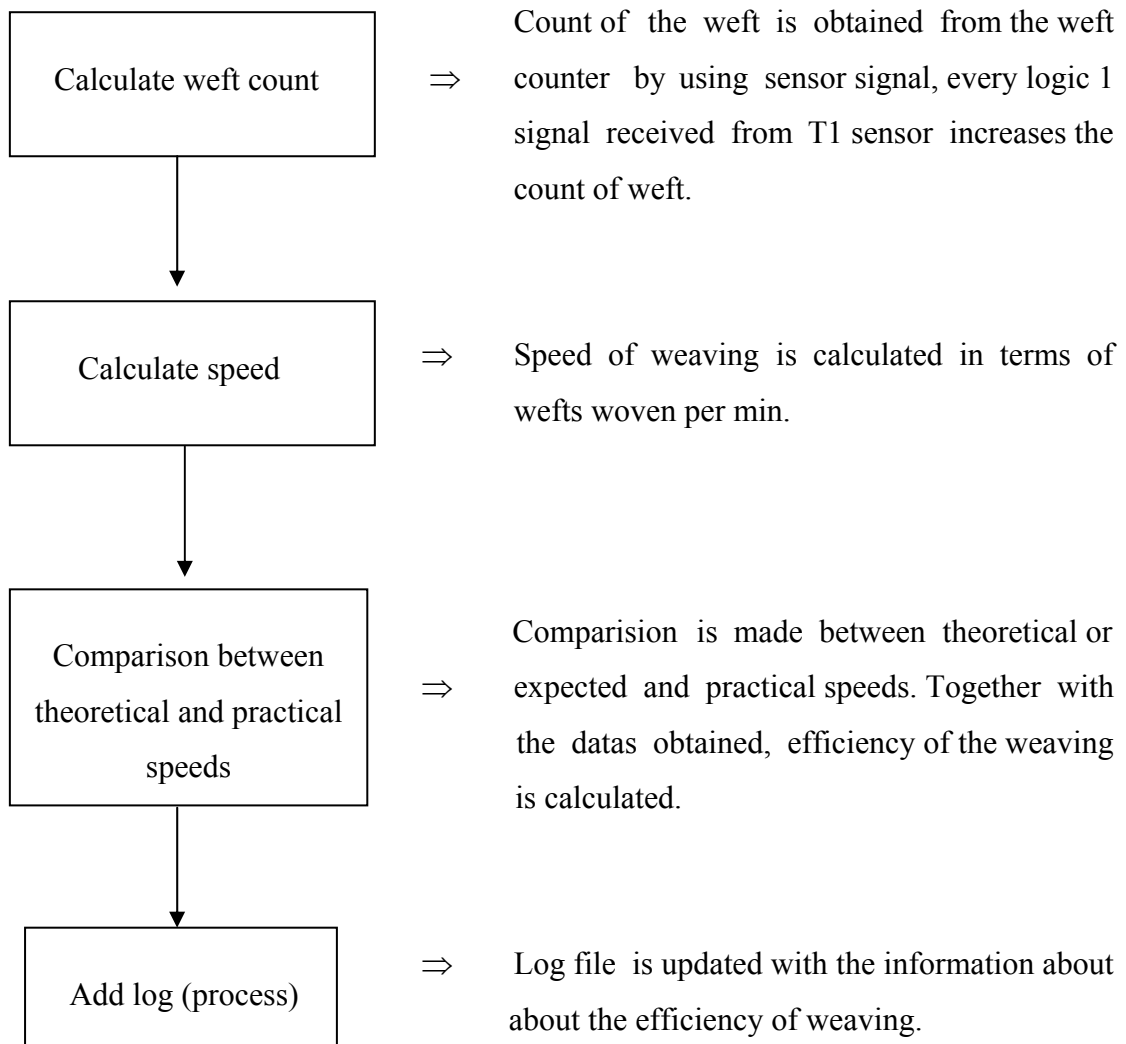 Calculate weft count
⇒
Count of the weft is obtained from the weft
counter by using sensor signal, every logic 1
signal received from T1 sensor increases the
count of weft.
Calculate speed
⇒
Speed of weaving is calculated in terms of
wefts woven per min.
Comparison between
theoretical and practical
speeds
⇒
Comparision is made between theoretical or
expected and practical speeds. Together with
the datas obtained, efficiency of the weaving
is calculated.
Add log (process)
⇒
Log file is updated with the information about
about the efficiency of weaving.